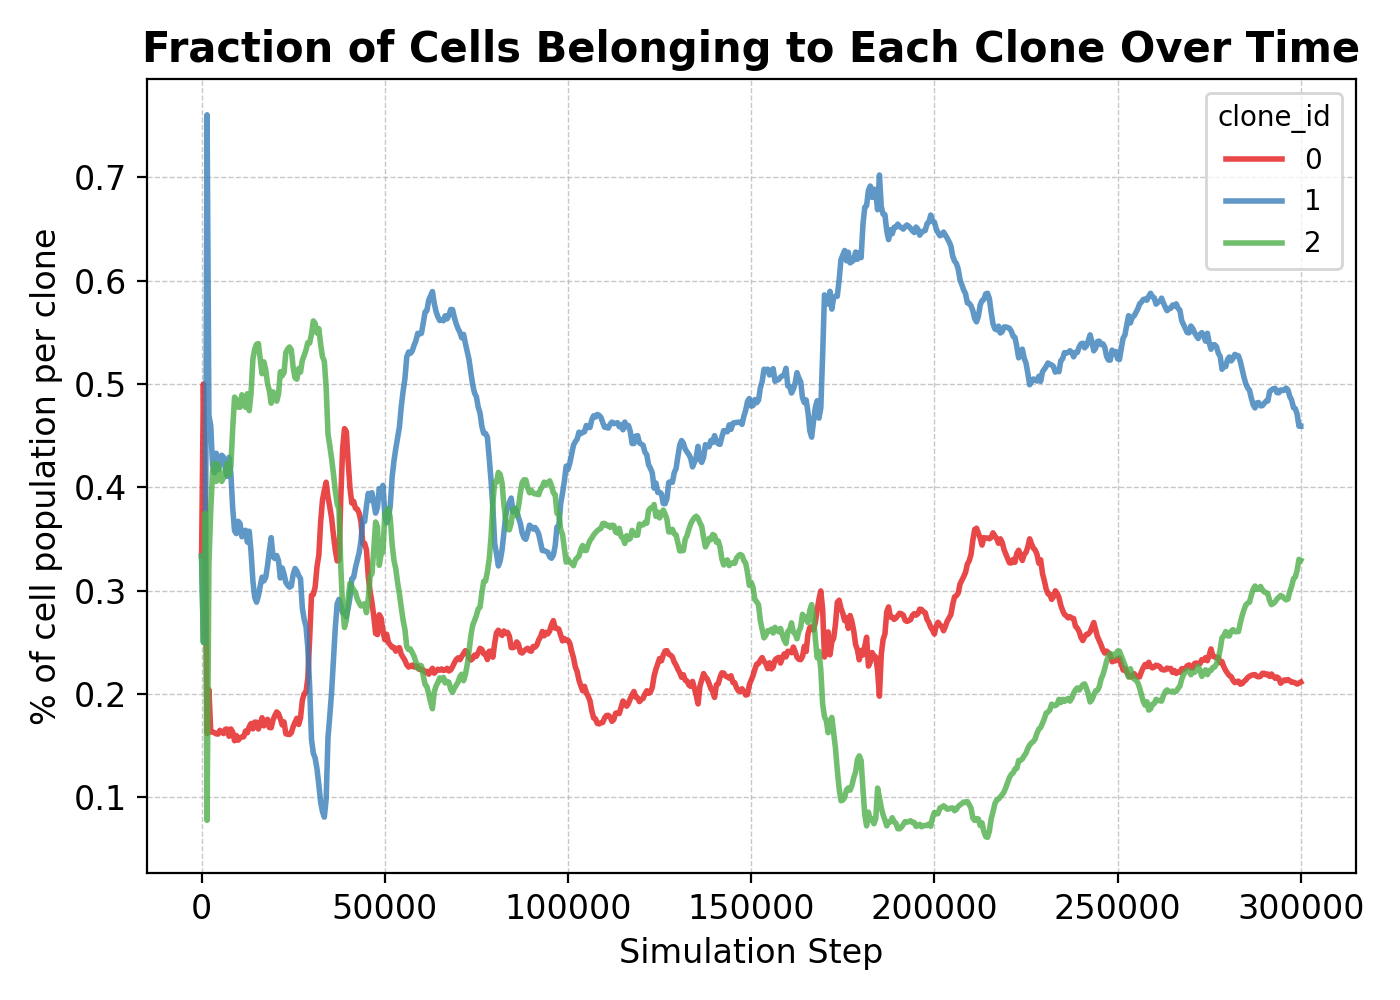 Fraction of Cells Belonging to Each Clone Over Time
% of cell population per clone
0.7
0.6
0.5
0.4
0.3
0.2
0.1
clone_id
0
1
2
0 50000 100000 150000 200000 250000 300000
Simulation Step